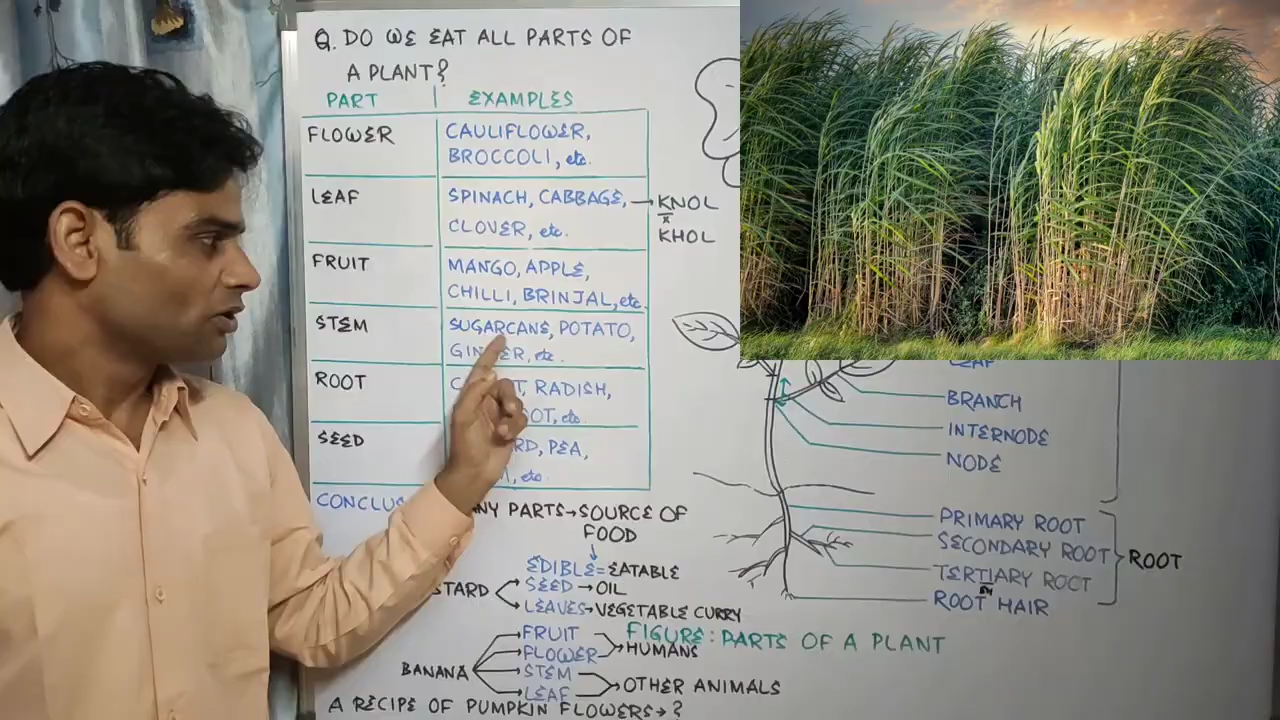 Q. DO WE EAT ALL PARTS OF
A PLANT?
PART EXAMPLES
FLOWER CAULIFLOWER,
BROCCOLI, etc.
LEAF SPINACH, CABBAGE, → KNOL
CLOVER, etc. KHOL
FRUIT MANGO, APPLE,
CHILLI, BRINJAL, etc.
STEM SUGARCANE, POTATO,
etc.
ROOT RADISH,
etc.
SEED PEA,
etc.
PARTS → SOURCE OF
FOOD
EDIBLE = EATABLE
SEED → OIL
LEAVES → VEGETABLE CURRY
BANANA
FRUIT
FLOWER → HUMANS
STEM
LEAF → OTHER ANIMALS
A RECIPE OF PUMPKIN FLOWERS → ?
BRANCH
INTERNODE
NODE
PRIMARY ROOT
SECONDARY ROOT
TERTIARY ROOT
ROOT HAIR
ROOT
FIGURE: PARTS OF A PLANT